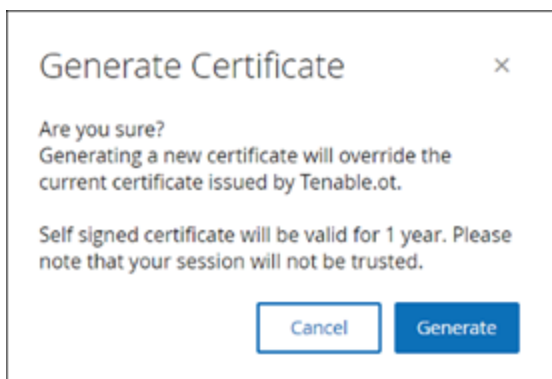 Generate Certificate ×
Are you sure?
Generating a new certificate will override the
current certificate issued by Tenable.ot.
Self signed certificate will be valid for 1 year. Please
note that your session will not be trusted.
Cancel Generate